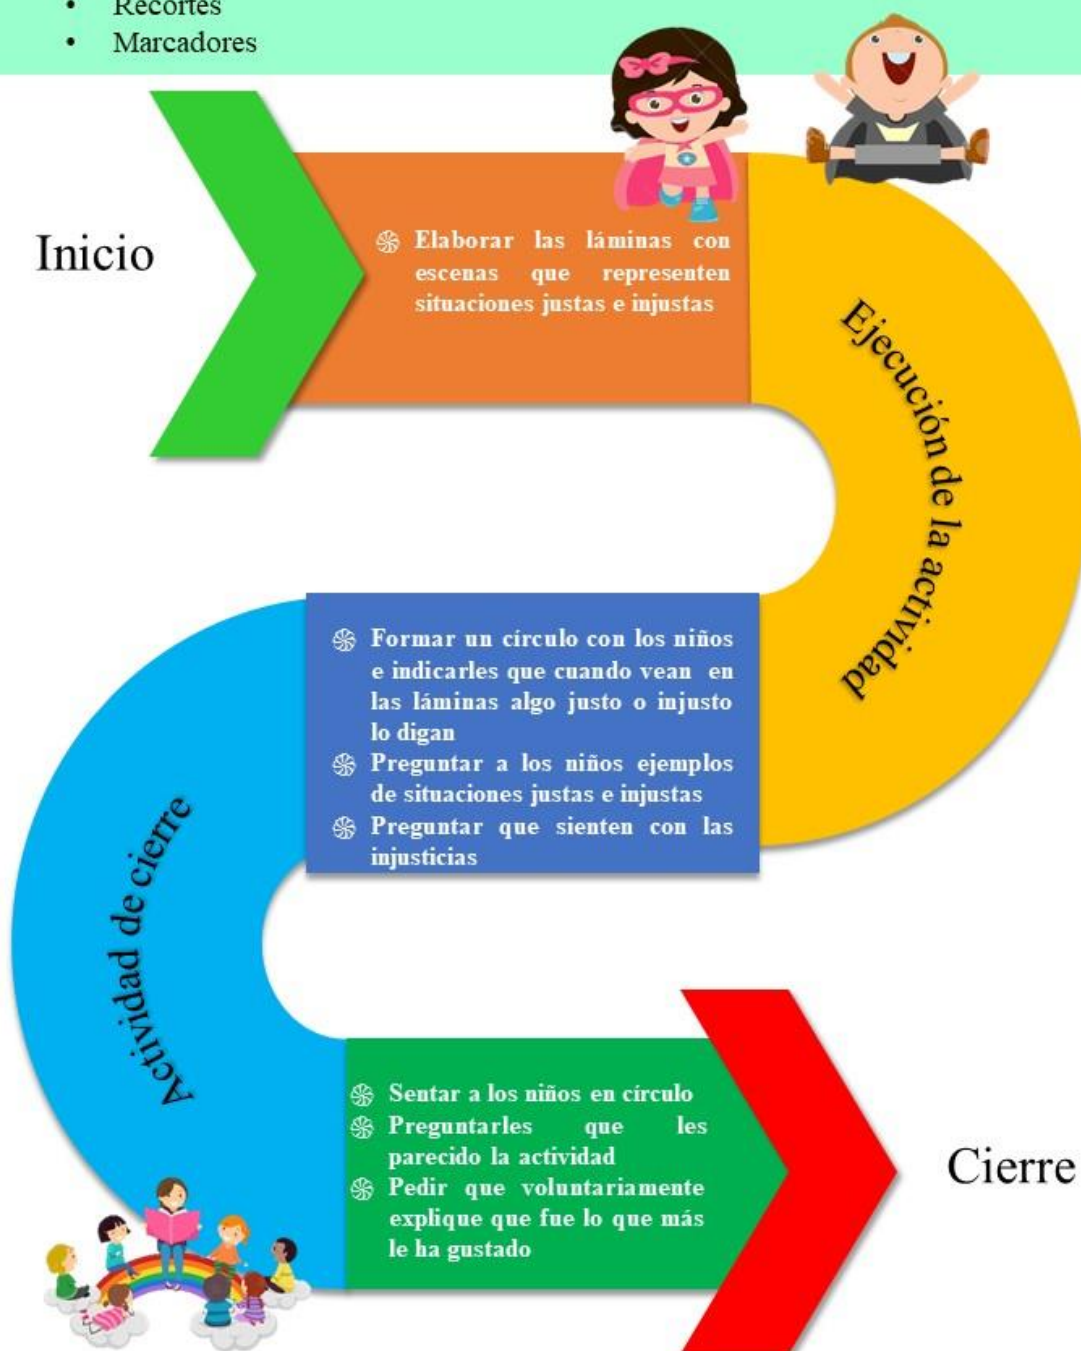 • Recortes
• Marcadores
Inicio
֍ Elaborar las láminas con
escenas que representen
situaciones justas e injustas
Ejecución de la actividad
֍ Formar un círculo con los niños
e indicarles que cuando vean en
las láminas algo justo o injusto
lo digan
֍ Preguntar a los niños ejemplos
de situaciones justas e injustas
֍ Preguntar que sienten con las
injusticias
Actividad de cierre
֍ Sentar a los niños en círculo
֍ Preguntarles que les
parecido la actividad
֍ Pedir que voluntariamente
explique que fue lo que más
le ha gustado
Cierre